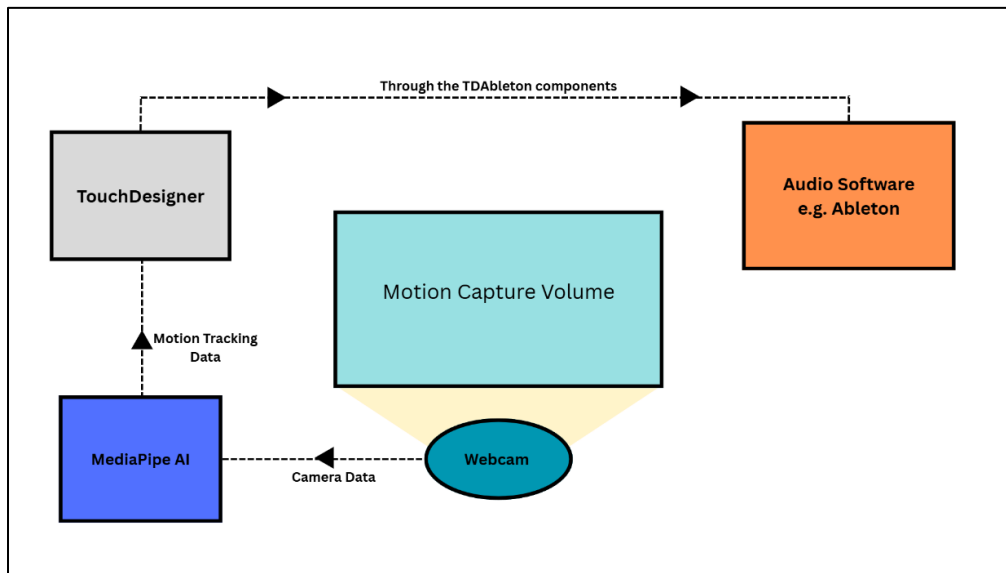 Through the TDAbleton components
TouchDesigner
Audio Software
e.g. Ableton
Motion Capture Volume
Motion Tracking
Data
MediaPipe AI
Webcam
Camera Data